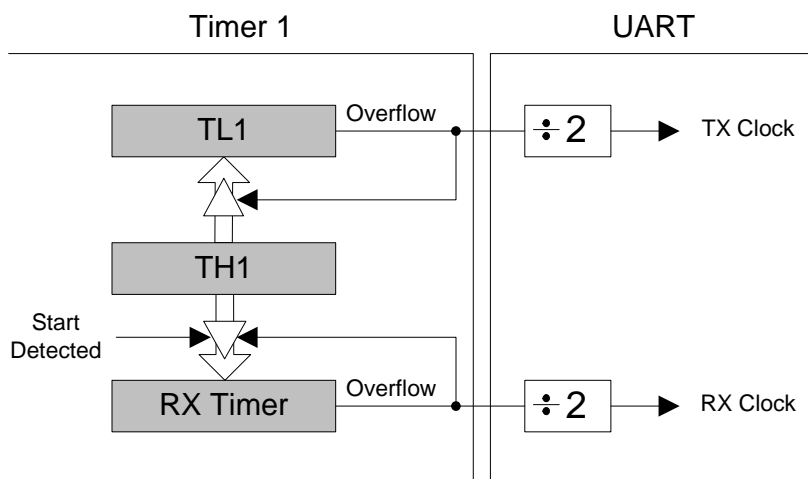 Timer 1
UART
TL1
Overflow
÷2
TX Clock
TH1
Start
Detected
RX Timer
Overflow
÷2
RX Clock